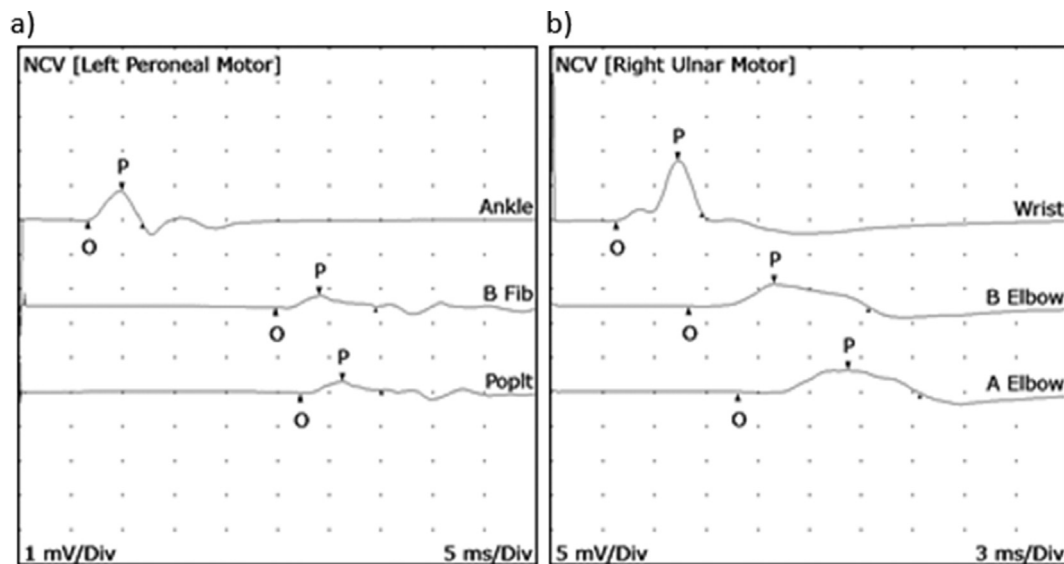 a)
NCV [Left Peroneal Motor]
P
Ankle
O
P
B Fib
O
P
Poplt
O
1 mV/Div
5 ms/Div
b)
NCV [Right Ulnar Motor]
P
Wrist
O
P
B Elbow
O
P
A Elbow
O
5 mV/Div
3 ms/Div